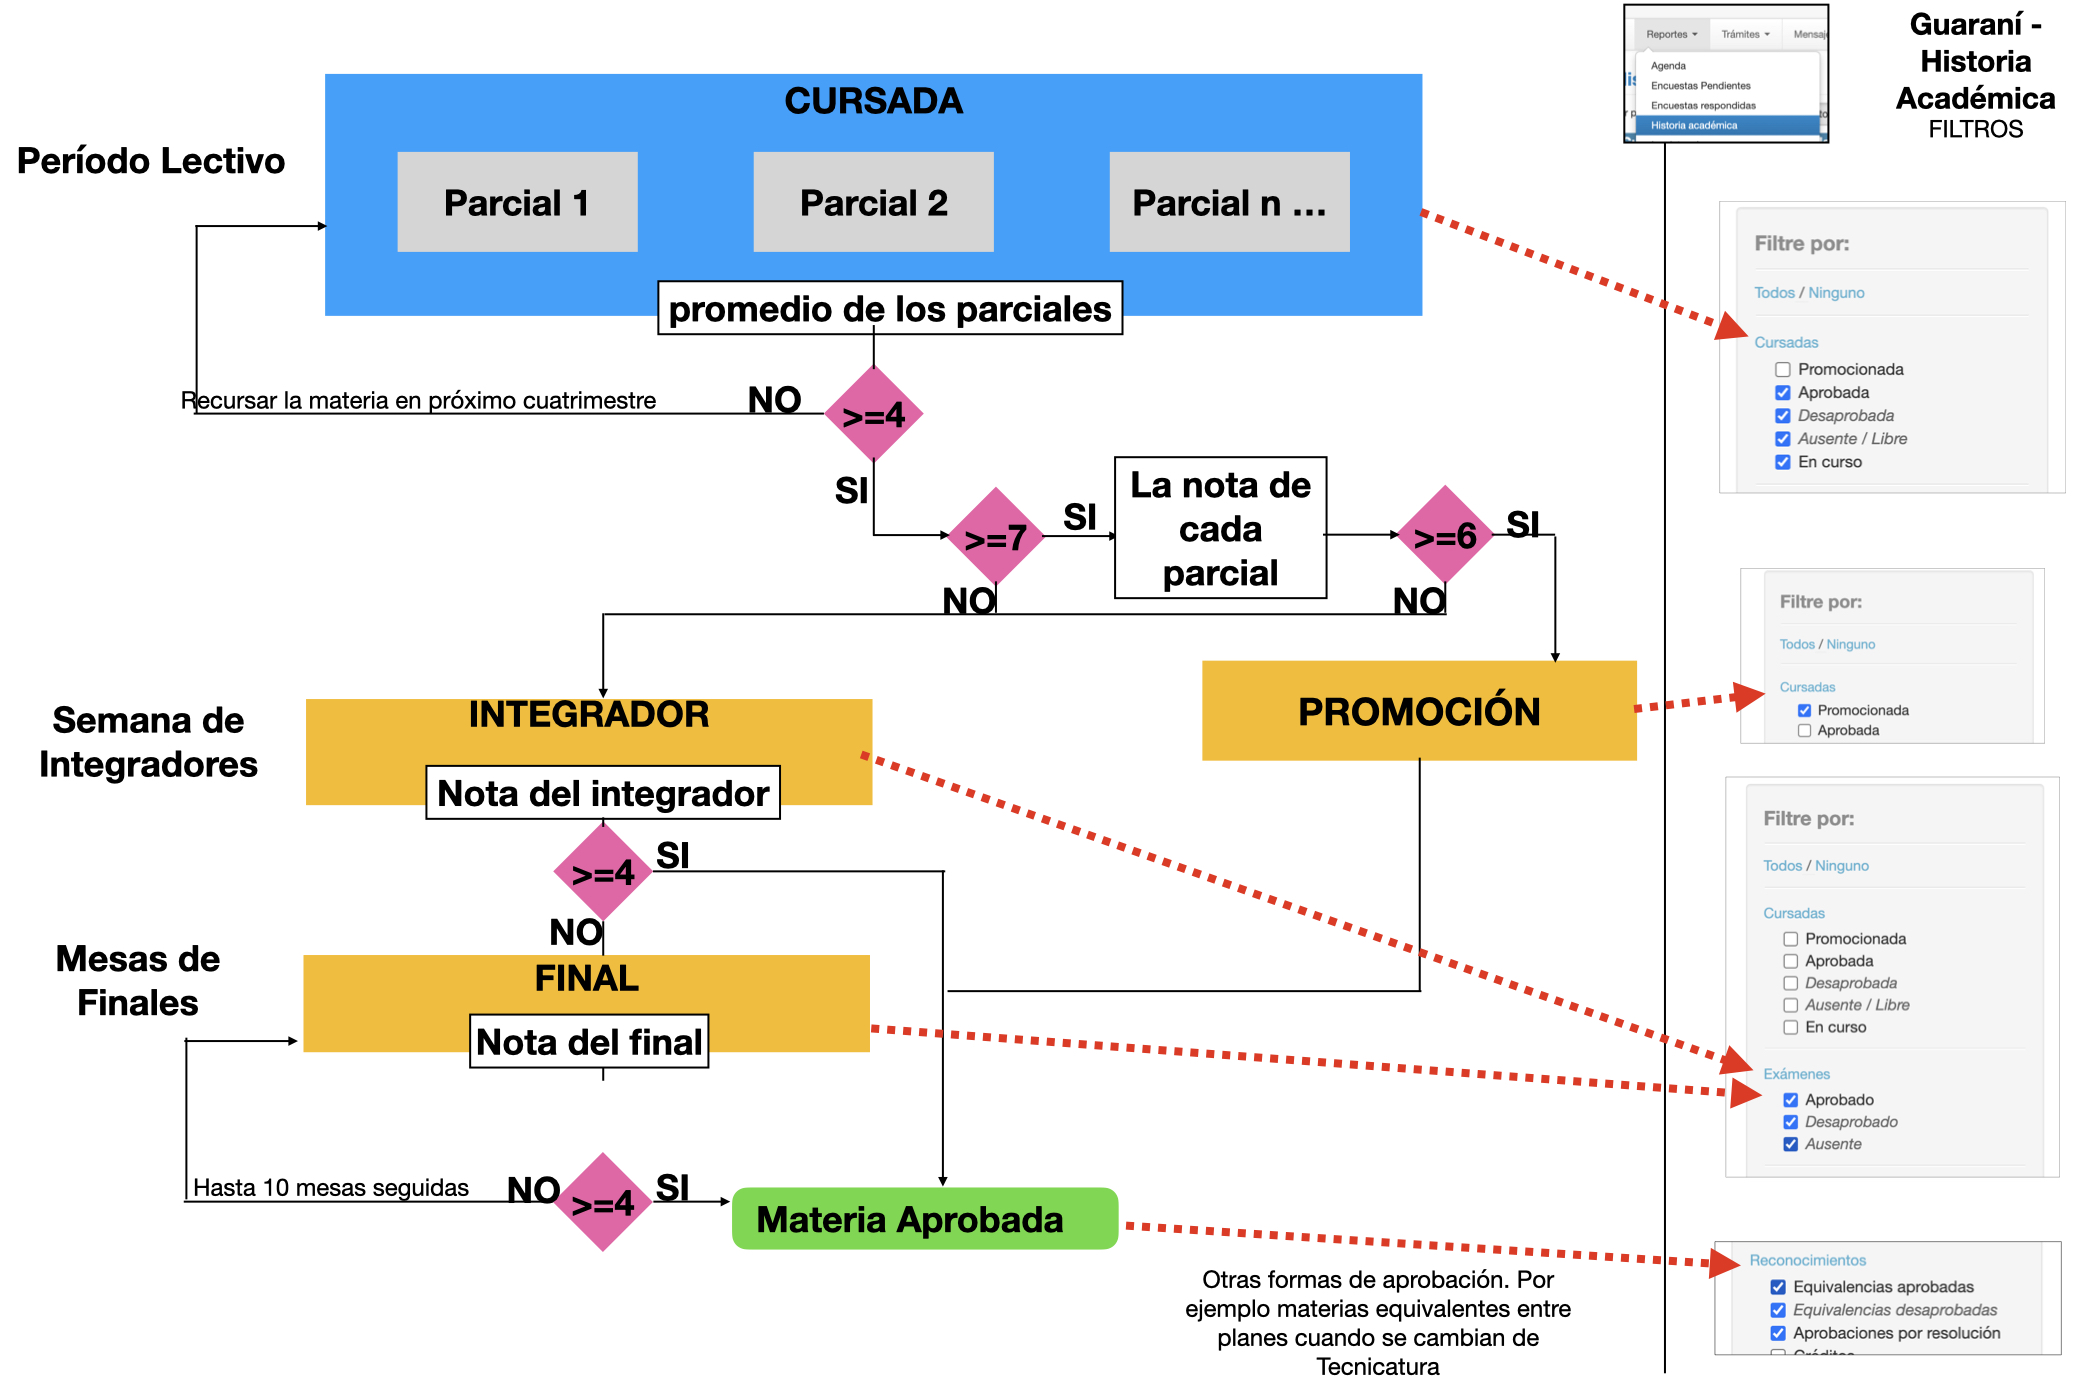 Reportes
Trámites
Agenda
Encuestas Pendientes
Encuestas respondidas
Historia académica
Guaraní -
Historia
Académica
FILTROS
Período Lectivo
CURSADA
Parcial 1
Parcial 2
Parcial n ...
promedio de los parciales
Recursar la materia en próximo cuatrimestre
NO
>=4
SI
>=7
SI
La nota de
cada
parcial
>=6
SI
NO
NO
Semana de
Integradores
INTEGRADOR
Nota del integrador
PROMOCIÓN
>=4
SI
NO
Mesas de
Finales
FINAL
Nota del final
Hasta 10 mesas seguidas
NO
>=4
SI
Materia Aprobada
Otras formas de aprobación. Por
ejemplo materias equivalentes entre
planes cuando se cambian de
Tecnicatura
Filtre por:
Todos / Ninguno
Cursadas
Promocionada
Aprobada
Desaprobada
Ausente / Libre
En curso
Filtre por:
Todos / Ninguno
Cursadas
Promocionada
Aprobada
Filtre por:
Todos / Ninguno
Cursadas
Promocionada
Aprobada
Desaprobada
Ausente / Libre
En curso
Exámenes
Aprobado
Desaprobado
Ausente
Reconocimientos
Equivalencias aprobadas
Equivalencias desaprobadas
Aprobaciones por resolución